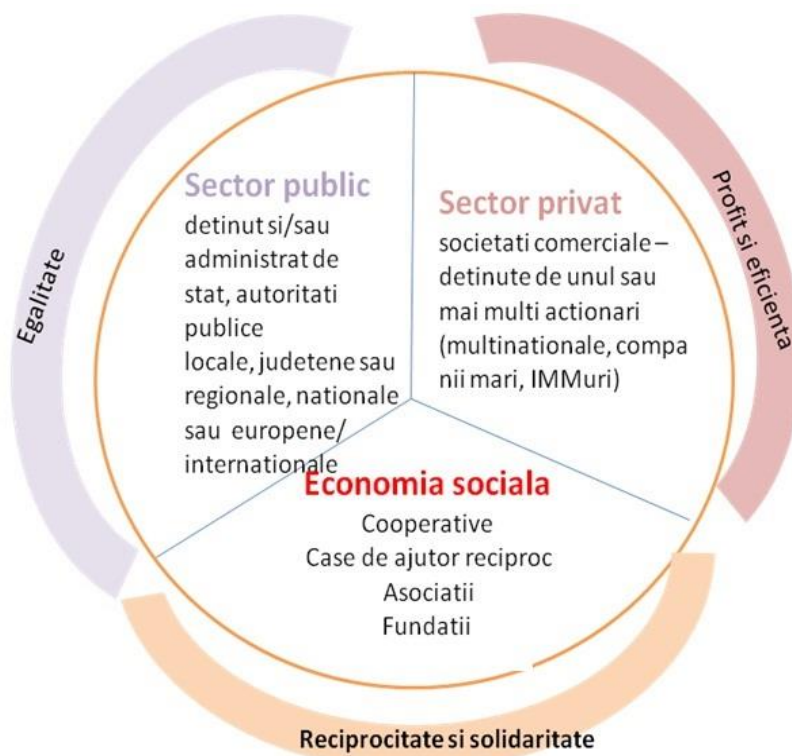 Egalitate
Sector public
detinut si/sau
administrat de
stat, autoritati
publice
locale, judetene sau
regionale, nationale
sau europene/
internationale
Profit si eficienta
Sector privat
societati comerciale –
detinute de unul sau
mai multi actionari
(multinationale, compa
nii mari, IMMuri)
Economia sociala
Cooperative
Case de ajutor reciproc
Asociatii
Fundatii
Reciprocitate si solidaritate